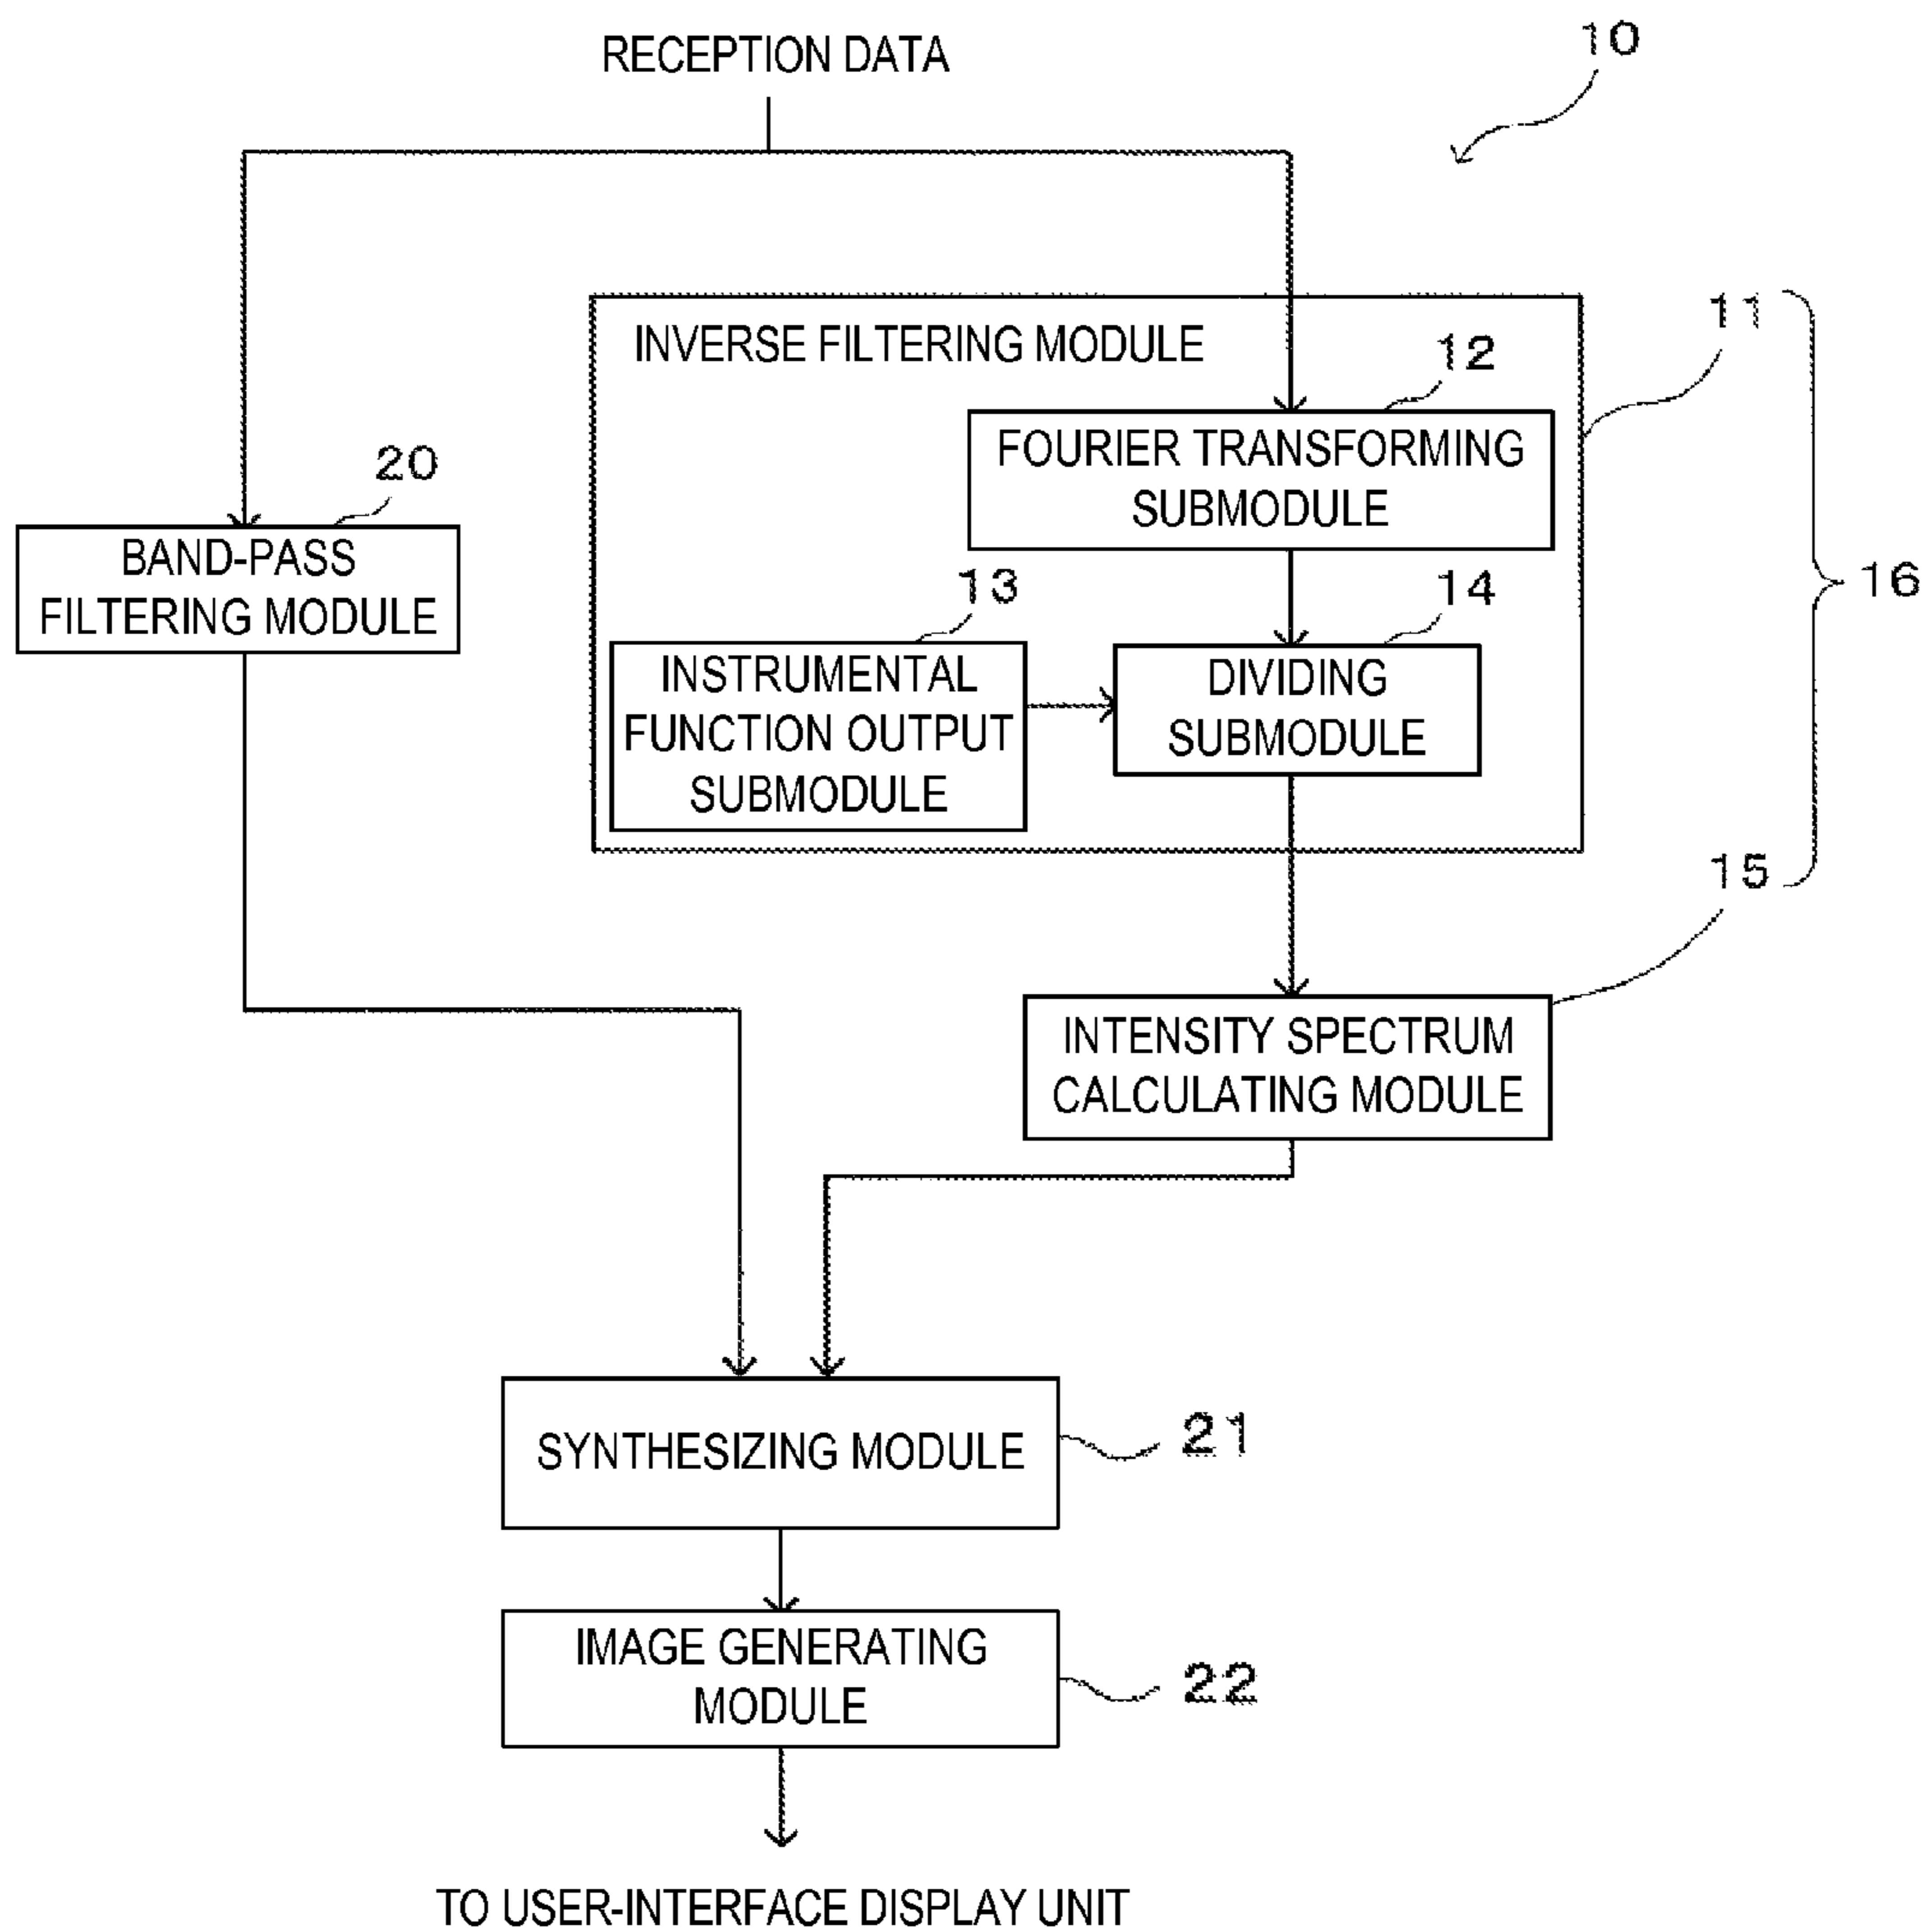 10
RECEPTION DATA
11
INVERSE FILTERING MODULE
12
FOURIER TRANSFORMING
SUBMODULE
20
BAND-PASS
FILTERING MODULE
13
14
16
INSTRUMENTAL
FUNCTION OUTPUT
SUBMODULE
DIVIDING
SUBMODULE
15
INTENSITY SPECTRUM
CALCULATING MODULE
SYNTHESIZING MODULE
21
IMAGE GENERATING
MODULE
22
TO USER-INTERFACE DISPLAY UNIT